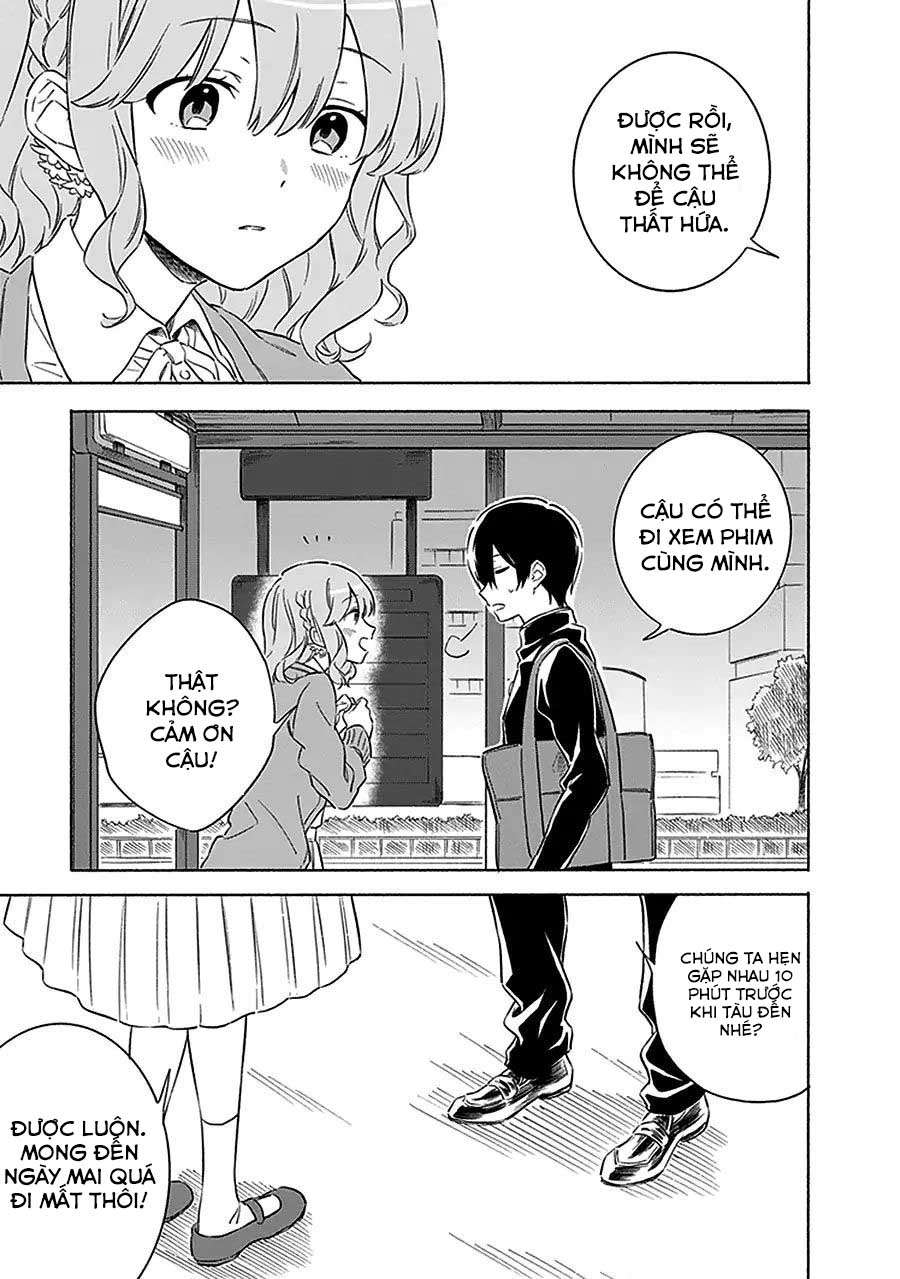 ĐƯỢC RỒI,
MÌNH SẼ
KHÔNG THỂ
ĐỂ CẬU
THẤT HỨA.
CẬU CÓ THỂ
ĐI XEM PHIM
CÙNG MÌNH.
THẬT
KHÔNG?
CẢM ƠN
CẬU!
CHÚNG TA HẸN
GẶP NHAU 10
PHÚT TRƯỚC
KHI TÀU ĐẾN
NHÉ?
ĐƯỢC LUÔN.
MONG ĐẾN
NGÀY MAI QUÁ
ĐI MẤT THÔI!